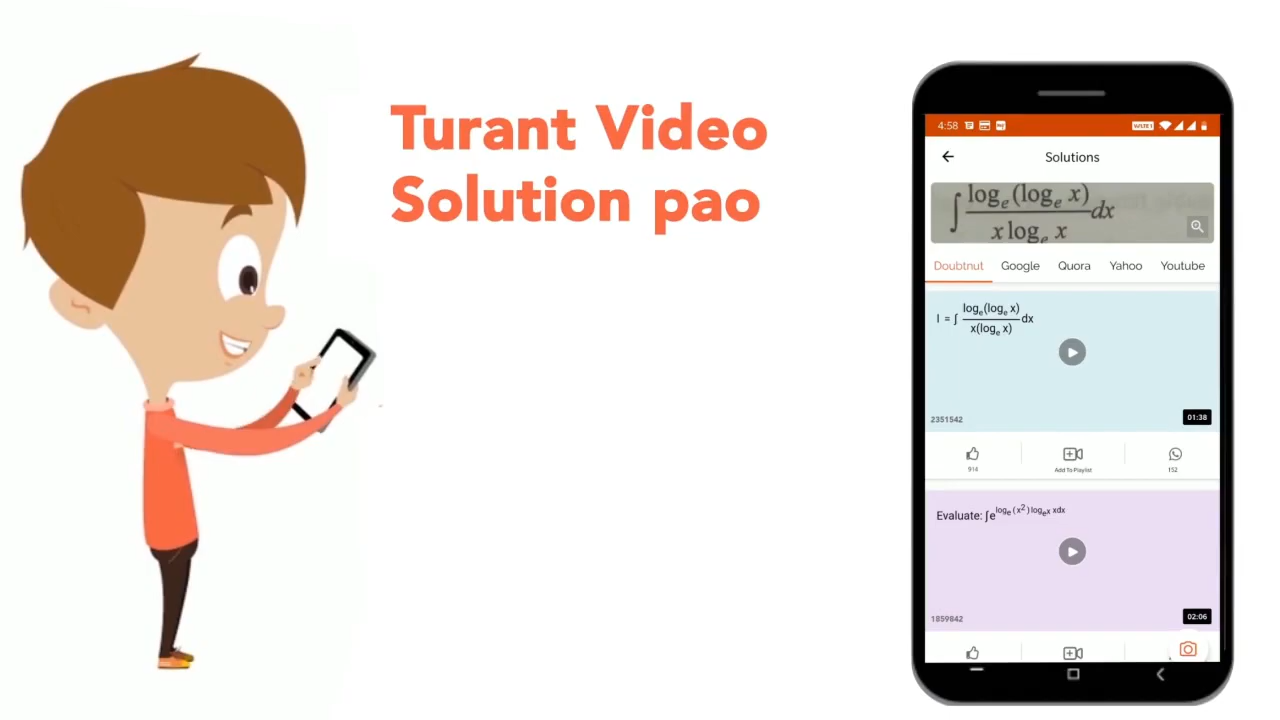 Turant Video
Solution pao
4:58
Solutions
∫ logₑ(logₑ x) / x logₑ x dx
Doubtnut Google Quora Yahoo Youtube
I = ∫ logₑ(logₑ x) / x(logₑ x) dx
2351542 01:38
914 Add To Playlist 152
Evaluate: ∫e^logₑ(x²)logₑx xdx
1859842 02:06